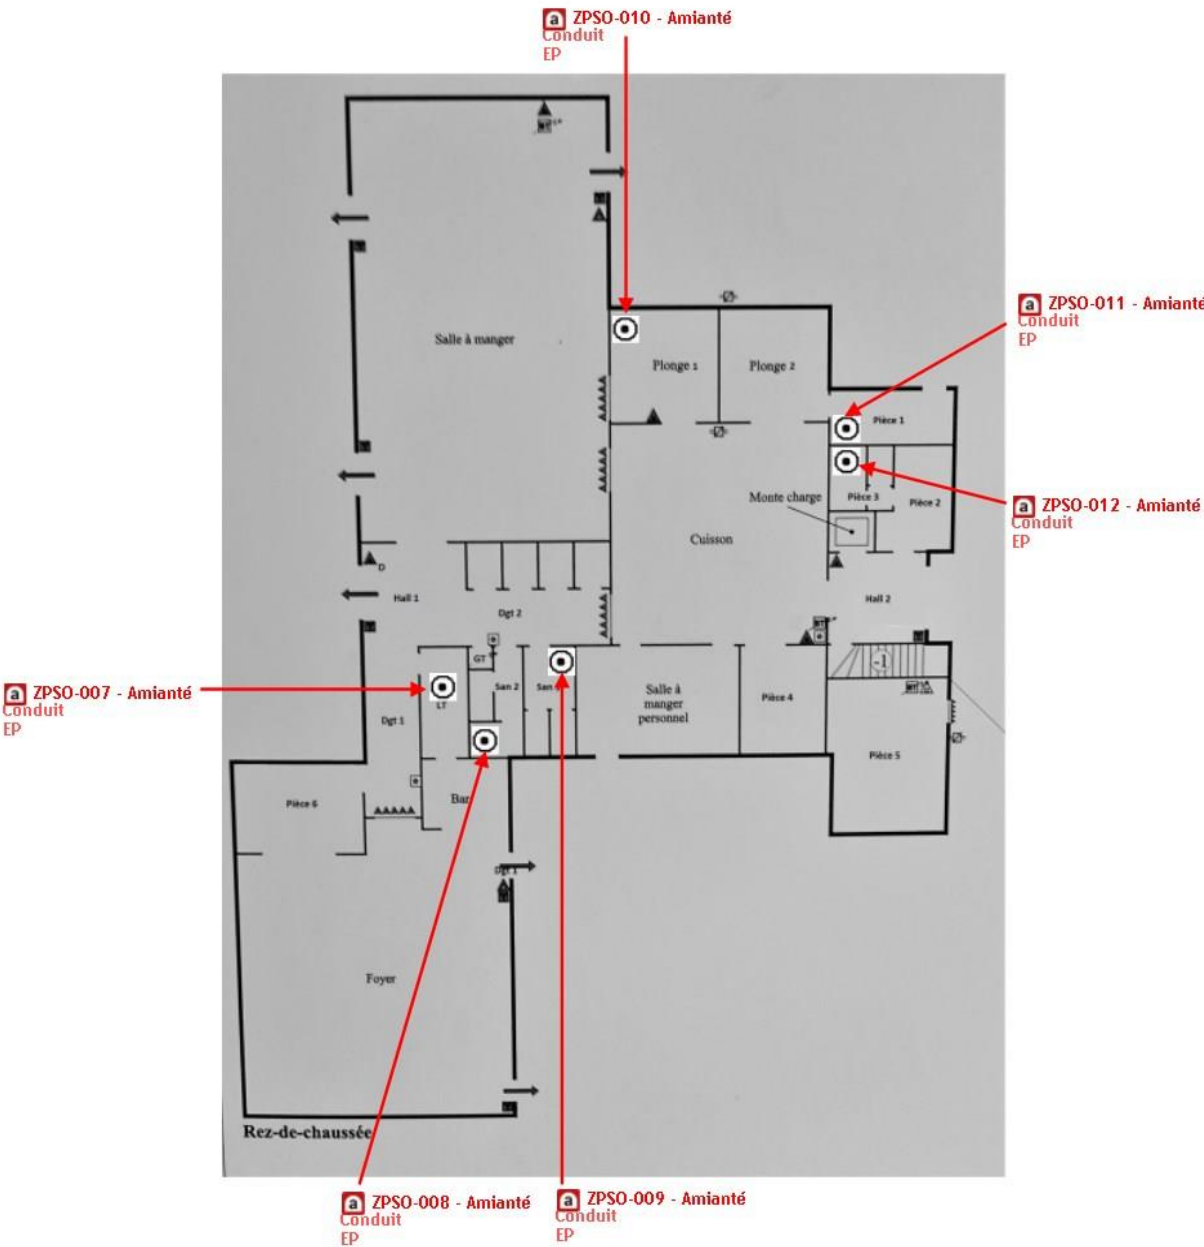 a ZPSO-010 - Amianté
Conduit
EP
a ZPSO-011 - Amianté
Conduit
EP
Salle à manger
Plonge 1
Plonge 2
Pièce 1
Monte charge
Pièce 3
Pièce 2
a ZPSO-012 - Amianté
Conduit
EP
Cuisson
D
Hall 1
Dgt 2
Hall 2
GT
-1
a ZPSO-007 - Amianté
Conduit
EP
LT
San 2
San
Salle à
manger
personnel
Pièce 4
Dgt 1
Pièce 5
Pièce 6
Bar
Dgt 1
Foyer
Rez-de-chaussée
a ZPSO-008 - Amianté
Conduit
EP
a ZPSO-009 - Amianté
Conduit
EP